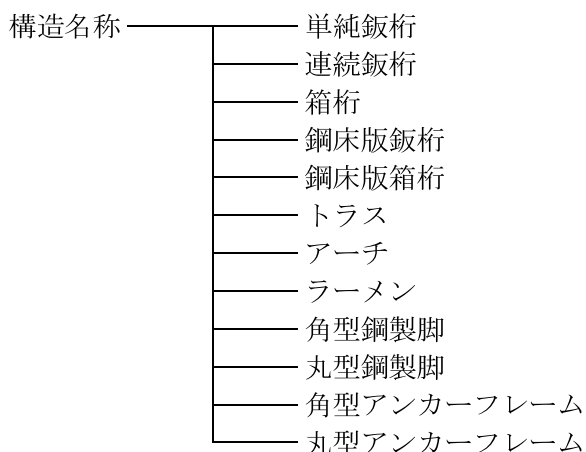 構造名称
単純鈑桁
連続鈑桁
箱桁
鋼床版鈑桁
鋼床版箱桁
トラス
アーチ
ラーメン
角型鋼製脚
丸型鋼製脚
角型アンカーフレーム
丸型アンカーフレーム